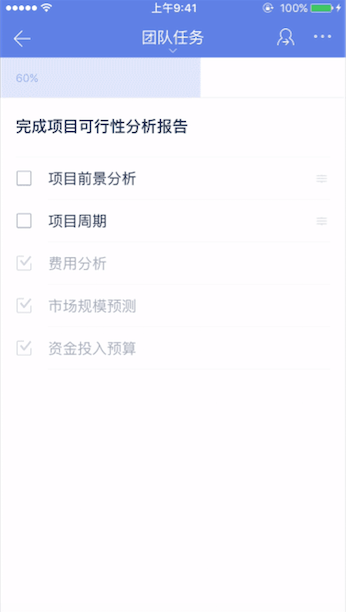 上午9:41
100%
团队任务
60%
完成项目可行性分析报告
项目前景分析
项目周期
费用分析
市场规模预测
资金投入预算